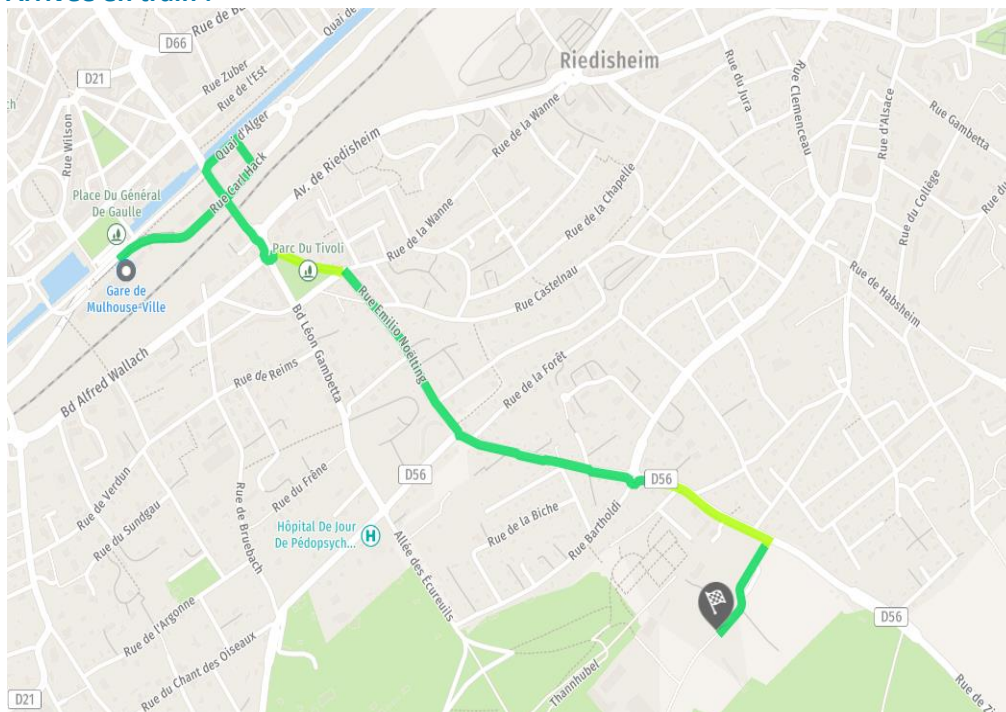 D66
D21
Rue Zuber
Rue de l'Est
Quai de
Rue Wilson
Quai d'Alger
Rue Carl Hack
Av. de Riedisheim
Riedisheim
Rue du Jura
Rue Clemenceau
Rue d'Alsace
Rue Gambetta
Rue du Collège
Rue de la Wanne
Rue de la Chapelle
Place Du Général
De Gaulle
Gare de
Mulhouse-Ville
Parc Du Tivoli
Rue de la Wanne
Rue Castelnau
Rue de Habsheim
Rue Emilio Noëlting
Bd Léon Gambetta
Bd Alfred Wallach
Rue de Reims
Rue de la Forêt
D56
D56
Rue de Verdun
Rue du Sundgau
Rue du Frêne
Rue de Bruebach
Hôpital De Jour
De Pédopsych...
H
Rue de la Biche
Rue Bartholdi
Allée des Écureuils
Rue de l'Argonne
Rue du Chant des Oiseaux
Thannhubel
D56
D21